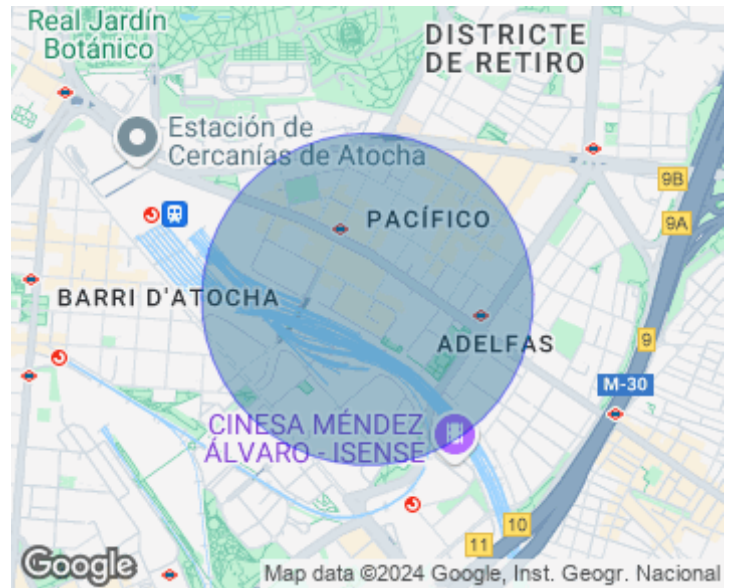 Real Jardín
Botánico
DISTRICTE
DE RETIRO
Estación de
Cercanías de Atocha
9B
PACÍFICO
9A
BARRI D'ATOCHA
ADELFAS
9
M-30
CINESA MÉNDEZ
ÁLVARO - ISENSE
10
11
Google
Map data ©2024 Google, Inst. Geogr. Nacional